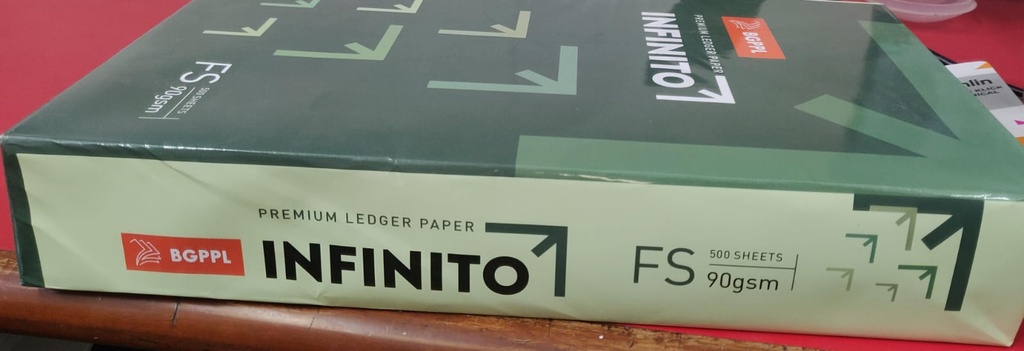 FS
500 SHEETS
90gsm
PREMIUM LEDGER PAPER
INFINITO
BGPPL
PREMIUM LEDGER PAPER
BGPPL
INFINITO
FS
500 SHEETS
90gsm